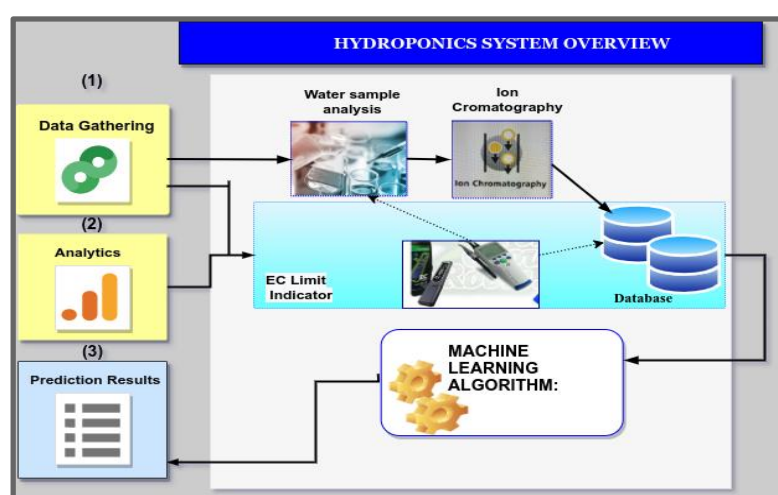 HYDROPONICS SYSTEM OVERVIEW
(1)
Data Gathering
(2)
Analytics
(3)
Prediction Results
Water sample
analysis
Ion
Cromatography
Ion Chromatography
EC Limit
Indicator
Database
MACHINE
LEARNING
ALGORITHM: